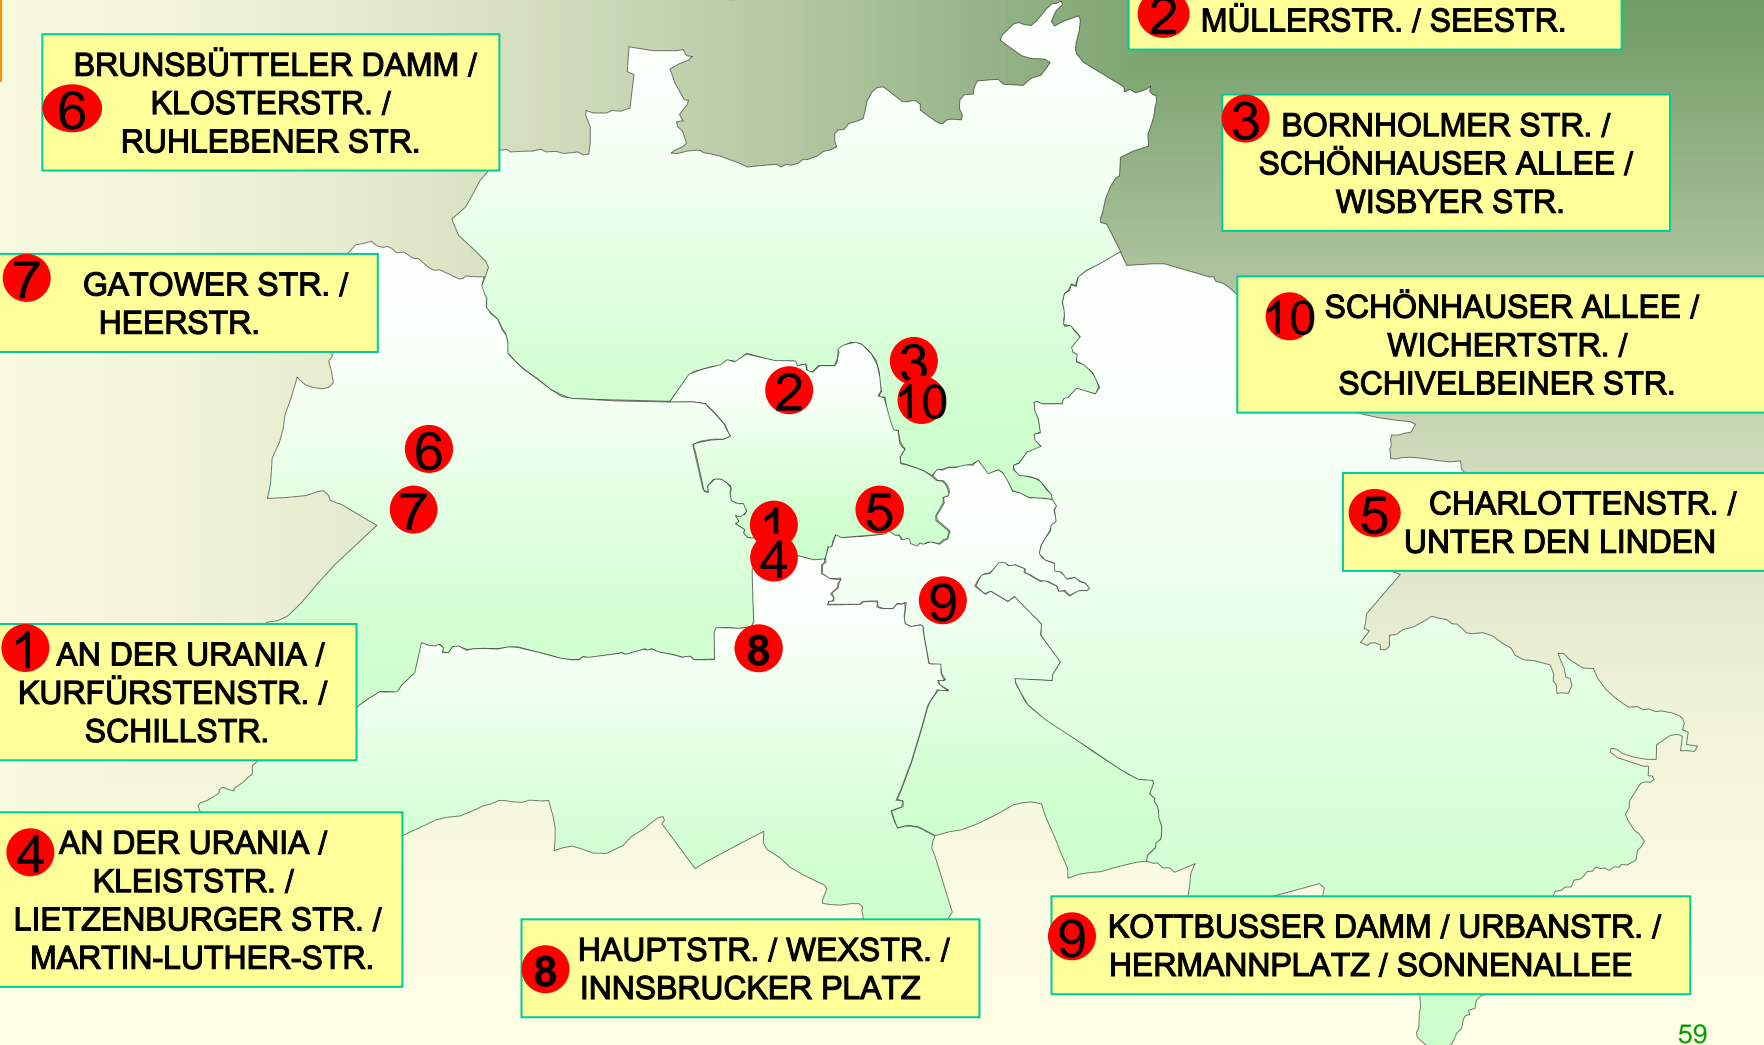 2 MÜLLERSTR. / SEESTR.
BRUNSBÜTTELER DAMM /
6 KLOSTERSTR. /
RUHLEBENER STR.
3 BORNHOLMER STR. /
SCHÖNHAUSER ALLEE /
WISBYER STR.
7 GATOWER STR. /
HEERSTR.
10 SCHÖNHAUSER ALLEE /
WICHERTSTR. /
SCHIVELBEINER STR.
3
2
10
6
7
5
1
4
9
8
5 CHARLOTTENSTR. /
UNTER DEN LINDEN
1 AN DER URANIA /
KURFÜRSTENSTR. /
SCHILLSTR.
4 AN DER URANIA /
KLEISTSTR. /
LIETZENBURGER STR. /
MARTIN-LUTHER-STR.
8 HAUPTSTR. / WEXSTR. /
INNSBRUCKER PLATZ
9 KOTTBUSSER DAMM / URBANSTR. /
HERMANNPLATZ / SONNENALLEE
59